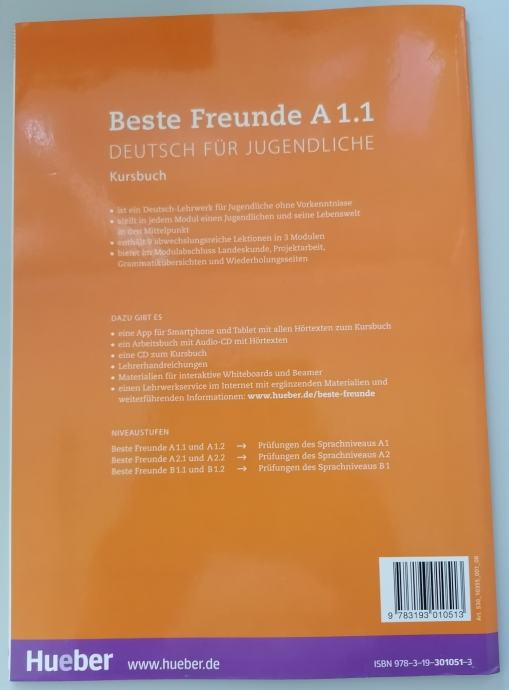 Beste Freunde A 1.1
DEUTSCH FÜR JUGENDLICHE
Kursbuch
• ist ein Deutsch-Lehrwerk für Jugendliche ohne Vorkenntnisse
• stellt in jedem Modul einen Jugendlichen und seine Lebenswelt
in den Mittelpunkt
• enthält 9 abwechslungsreiche Lektionen in 3 Modulen
• bietet im Modulabschluss Landeskunde, Projektarbeit,
Grammatikübersichten und Wiederholungsseiten
DAZU GIBT ES
• eine App für Smartphone und Tablet mit allen Hörtexten zum Kursbuch
• ein Arbeitsbuch mit Audio-CD mit Hörtexten
• eine CD zum Kursbuch
• Lehrerhandreichungen
• Materialien für interaktive Whiteboards und Beamer
• einen Lehrwerkservice im Internet mit ergänzenden Materialien und
weiterführenden Informationen: www.hueber.de/beste-freunde
NIVEAUSTUFEN
Beste Freunde A1.1 und A1.2 → Prüfungen des Sprachniveaus A1
Beste Freunde A2.1 und A2.2 → Prüfungen des Sprachniveaus A2
Beste Freunde B1.1 und B1.2 → Prüfungen des Sprachniveaus B1
9 783193 010513
Art. 530_10355_001_08
Hueber www.hueber.de ISBN 978-3-19-301051-3